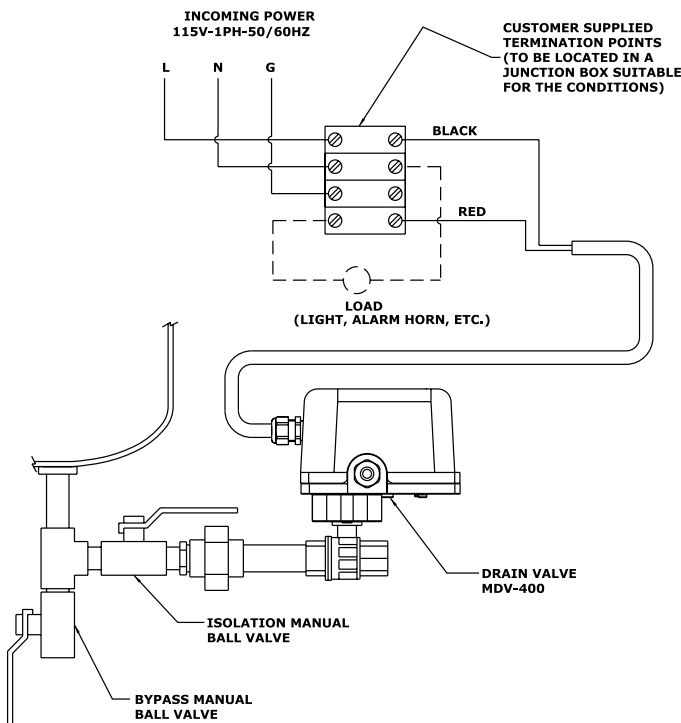 INCOMING POWER
115V-1PH-50/60HZ
L N G
CUSTOMER SUPPLIED
TERMINATION POINTS
(TO BE LOCATED IN A
JUNCTION BOX SUITABLE
FOR THE CONDITIONS)
BLACK
RED
LOAD
(LIGHT, ALARM HORN, ETC.)
DRAIN VALVE
MDV-400
ISOLATION MANUAL
BALL VALVE
BYPASS MANUAL
BALL VALVE